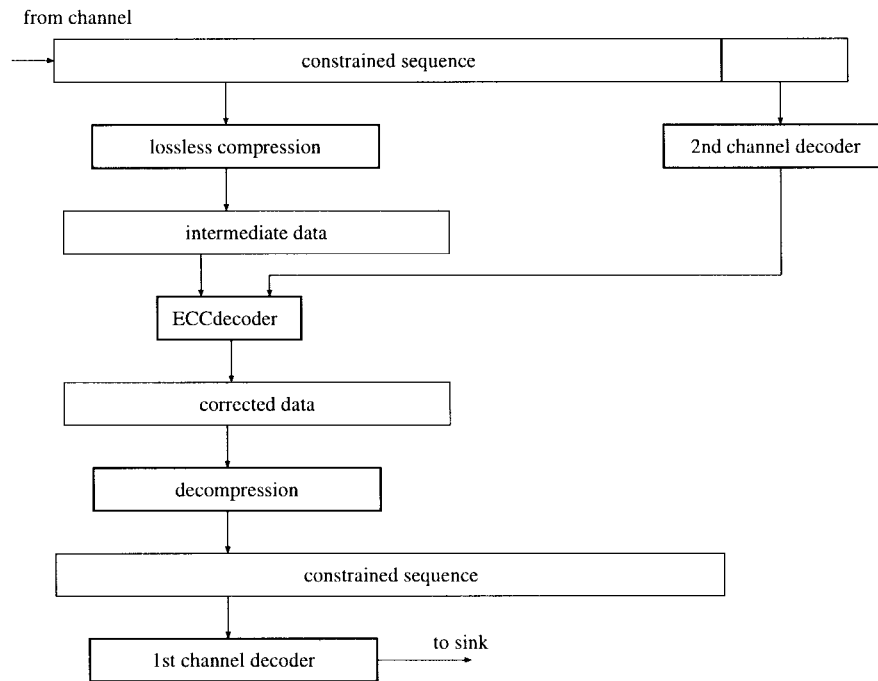 from channel
constrained sequence
lossless compression
2nd channel decoder
intermediate data
ECCdecoder
corrected data
decompression
constrained sequence
1st channel decoder
to sink